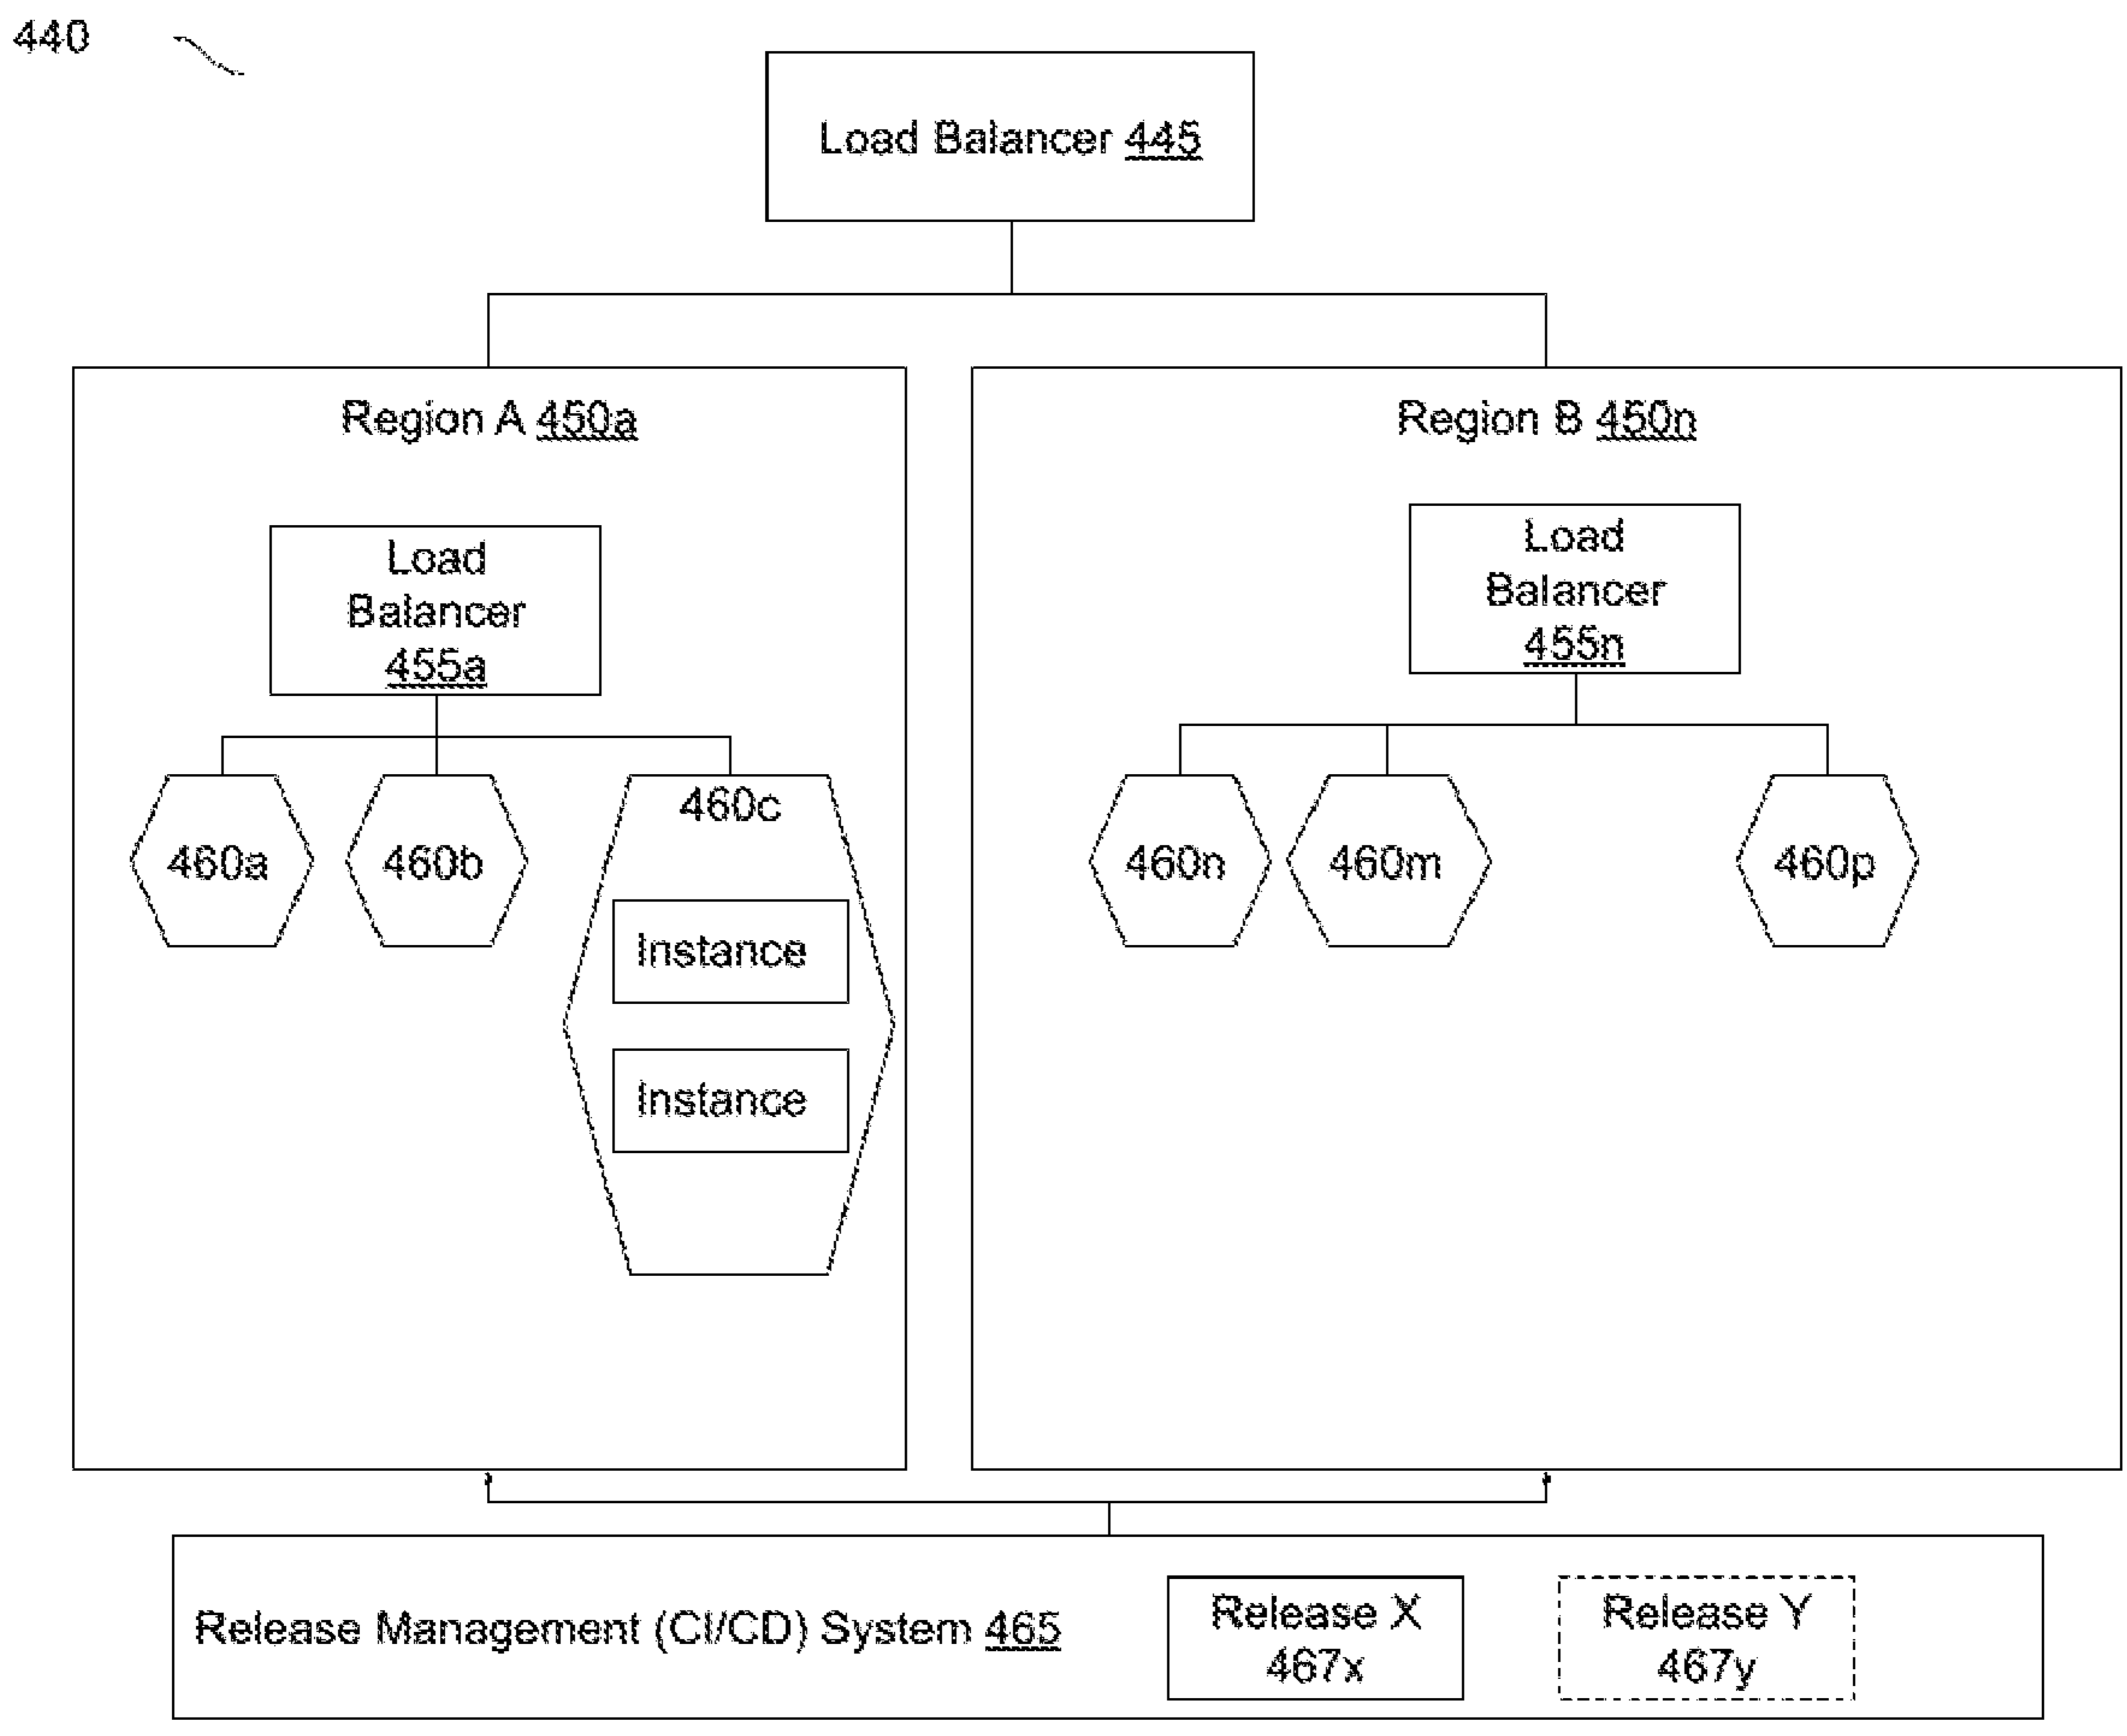 440
Load Balancer 445
Region A 450a
Load
Balancer
455a
460a
460b
460c
Instance
Instance
Region B 450n
Load
Balancer
455n
460n
460m
460p
Release Management (CI/CD) System 465
Release X
467x
Release Y
467y